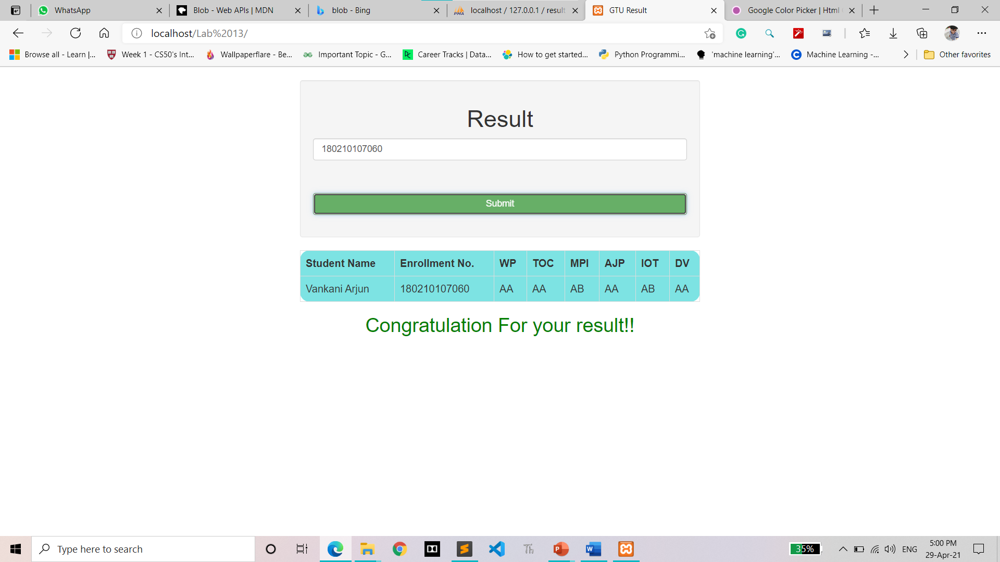 WhatsApp
Blob - Web APIs | MDN
blob - Bing
localhost / 127.0.0.1 / result
GTU Result
Google Color Picker | Html
localhost/Lab%2013/
Browse all - Learn |...
Week 1 - CS50's Int...
Wallpaperflare - Be...
Important Topic - G...
Career Tracks | Data...
How to get started...
Python Programmi...
'machine learning'...
Machine Learning -...
Other favorites
Result
180210107060
Submit
Student Name Enrollment No. WP TOC MPI AJP IOT DV
Vankani Arjun 180210107060 AA AA AB AA AB AA
Congratulation For your result!!
Type here to search
35%
ENG
5:00 PM
29-Apr-21